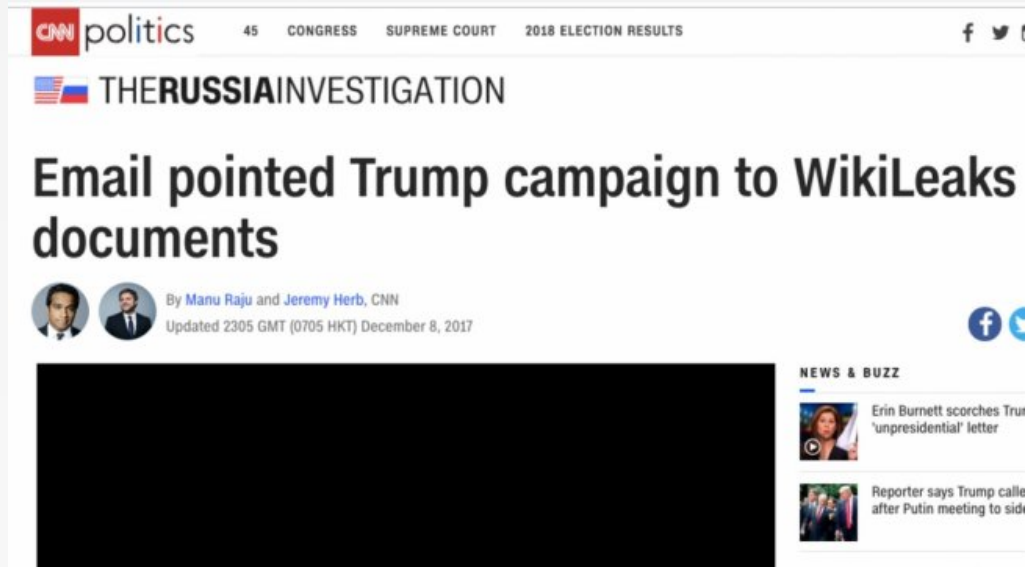 CNN politics 45 CONGRESS SUPREME COURT 2018 ELECTION RESULTS
THERUSSIAINVESTIGATION
Email pointed Trump campaign to WikiLeaks
documents
By Manu Raju and Jeremy Herb, CNN
Updated 2305 GMT (0705 HKT) December 8, 2017
NEWS & BUZZ
Erin Burnett scorches
'unpresidential' letter
Reporter says Trump
after Putin meeting to